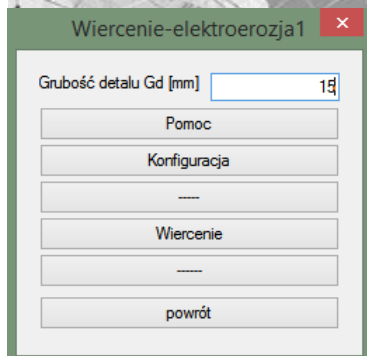 Wiercenie-elektroerozja1 ×
Grubość detalu Gd [mm] 15
Pomoc
Konfiguracja
-----
Wiercenie
------
powrót